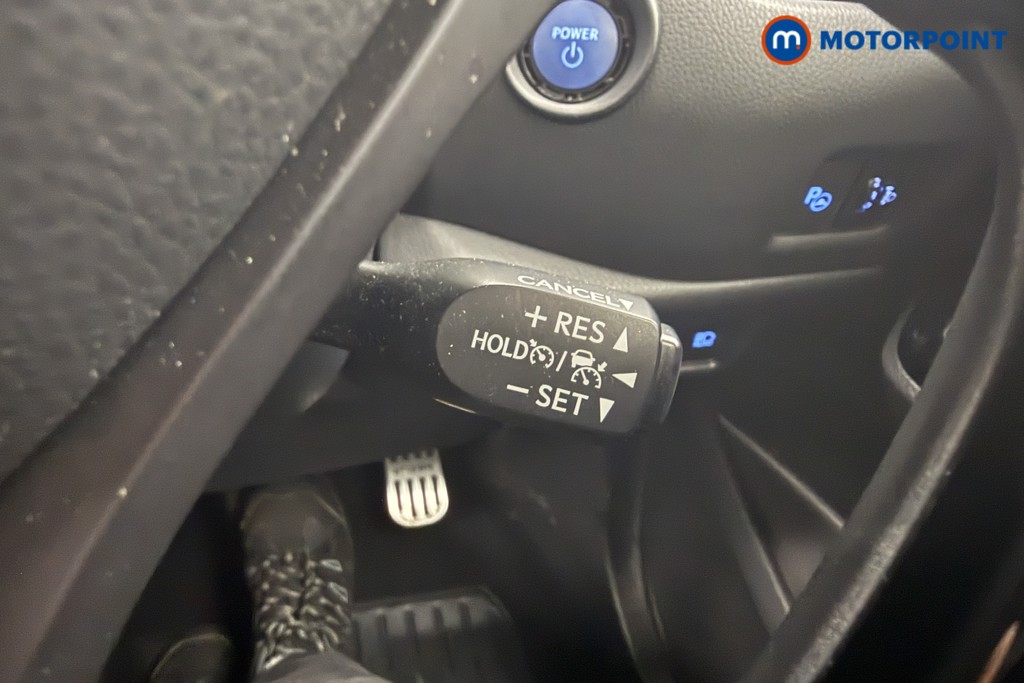 POWER
m MOTORPOINT
P
CANCEL
+ RES
HOLD /
− SET